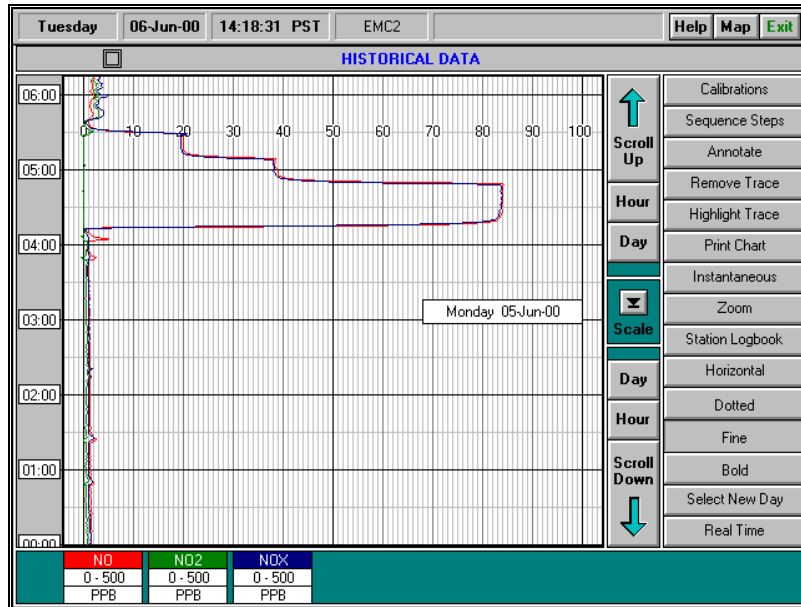 Tuesday 06-Jun-00 14:18:31 PST EMC2 Help Map Exit
HISTORICAL DATA
06:00
0 10 20 30 40 50 60 70 80 90 100
05:00
04:00
Monday 05-Jun-00
03:00
02:00
01:00
00:00
Scroll
Up
Hour
Day
Scale
Day
Hour
Scroll
Down
Calibrations
Sequence Steps
Annotate
Remove Trace
Highlight Trace
Print Chart
Instantaneous
Zoom
Station Logbook
Horizontal
Dotted
Fine
Bold
Select New Day
Real Time
NO NO2 NOX
0 - 500 0 - 500 0 - 500
PPB PPB PPB